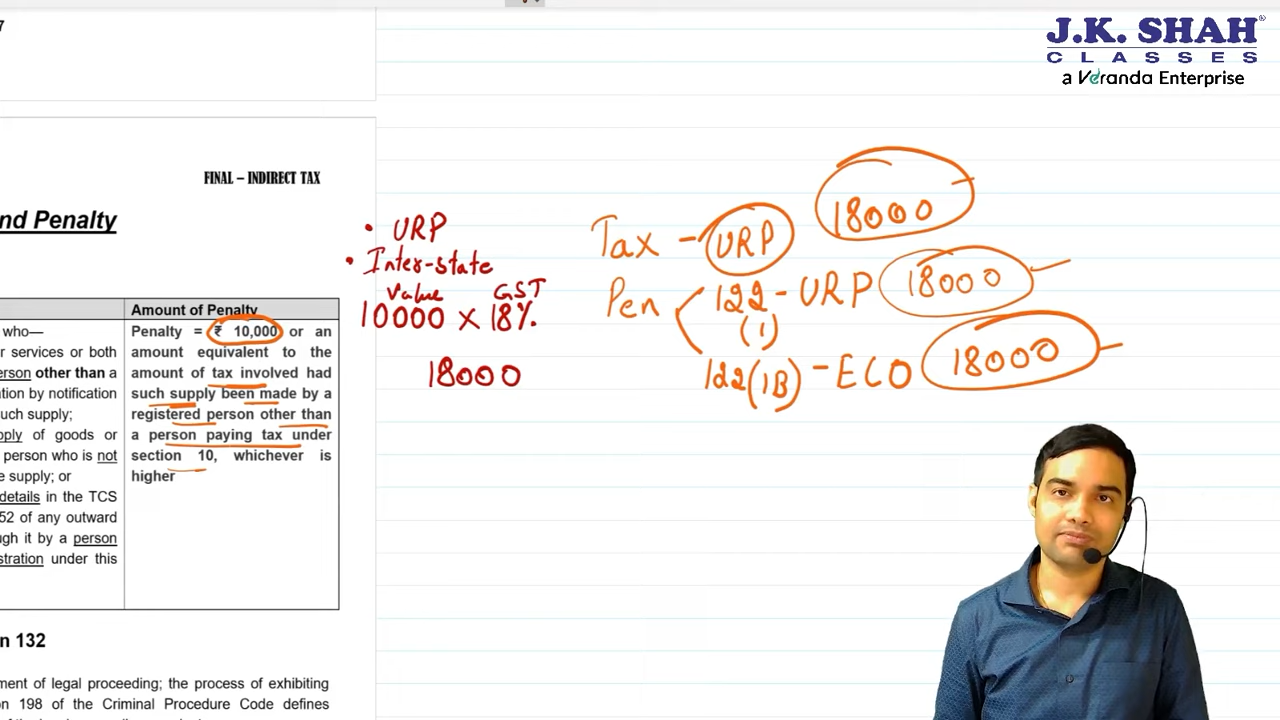 7
J.K. SHAH®
CLASSES
a Veranda Enterprise
FINAL – INDIRECT TAX
nd Penalty
who—
r services or both
erson other than a
tion by notification
uch supply;
pply of goods or
person who is not
e supply; or
details in the TCS
52 of any outward
ugh it by a person
stration under this
Amount of Penalty
Penalty = ₹ 10,000 or an
amount equivalent to the
amount of tax involved had
such supply been made by a
registered person other than
a person paying tax under
section 10, whichever is
higher
n 132
ment of legal proceeding; the process of exhibiting
on 198 of the Criminal Procedure Code defines
• URP
• Inter-state
Value GST
10000 × 18%.
18000
Tax – URP 18000
Pen 122 – URP 18000
(1)
122(1B) – ECO 18000